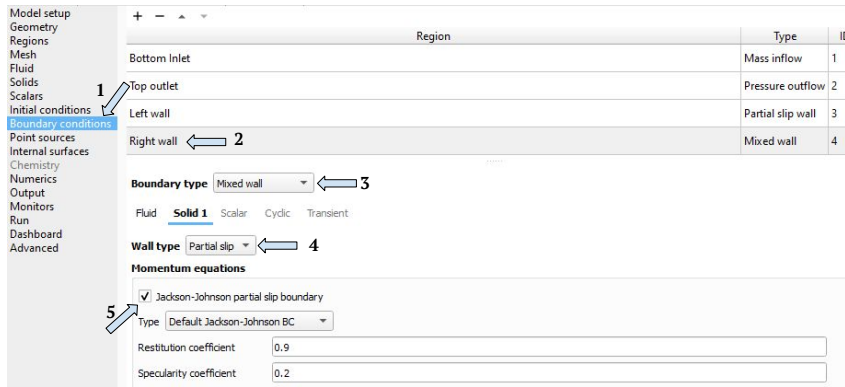 Model setup
Geometry
Regions
Mesh
Fluid
Solids
Scalars
Initial conditions
Boundary conditions
Point sources
Internal surfaces
Chemistry
Numerics
Output
Monitors
Run
Dashboard
Advanced
1
Region Type
Bottom Inlet Mass inflow 1
Top outlet Pressure outflow 2
Left wall Partial slip wall 3
Right wall 2 Mixed wall 4
Boundary type Mixed wall 3
Fluid Solid 1 Scalar Cyclic Transient
Wall type Partial slip 4
Momentum equations
Jackson-Johnson partial slip boundary
5
Type Default Jackson-Johnson BC
Restitution coefficient 0.9
Specularity coefficient 0.2